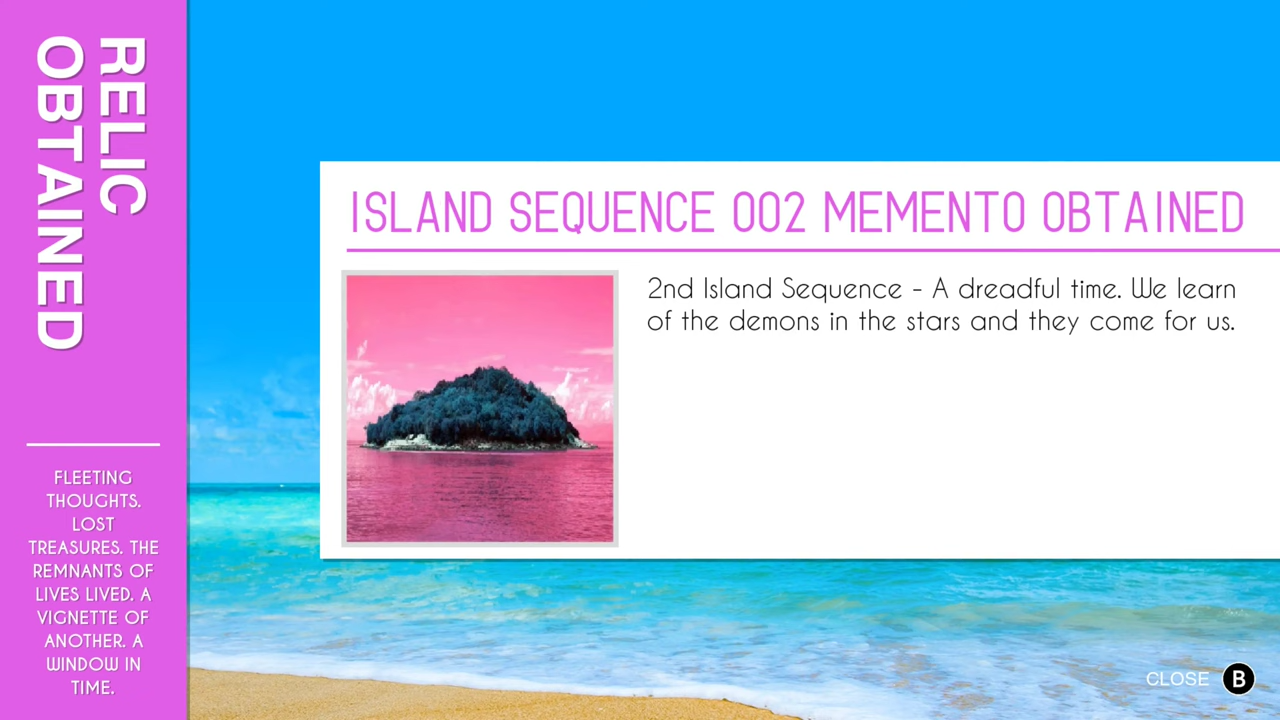 RELIC
OBTAINED
FLEETING
THOUGHTS.
LOST
TREASURES. THE
REMNANTS OF
LIVES LIVED. A
VIGNETTE OF
ANOTHER. A
WINDOW IN
TIME.
ISLAND SEQUENCE 002 MEMENTO OBTAINED
2nd Island Sequence - A dreadful time. We learn
of the demons in the stars and they come for us.
CLOSE B